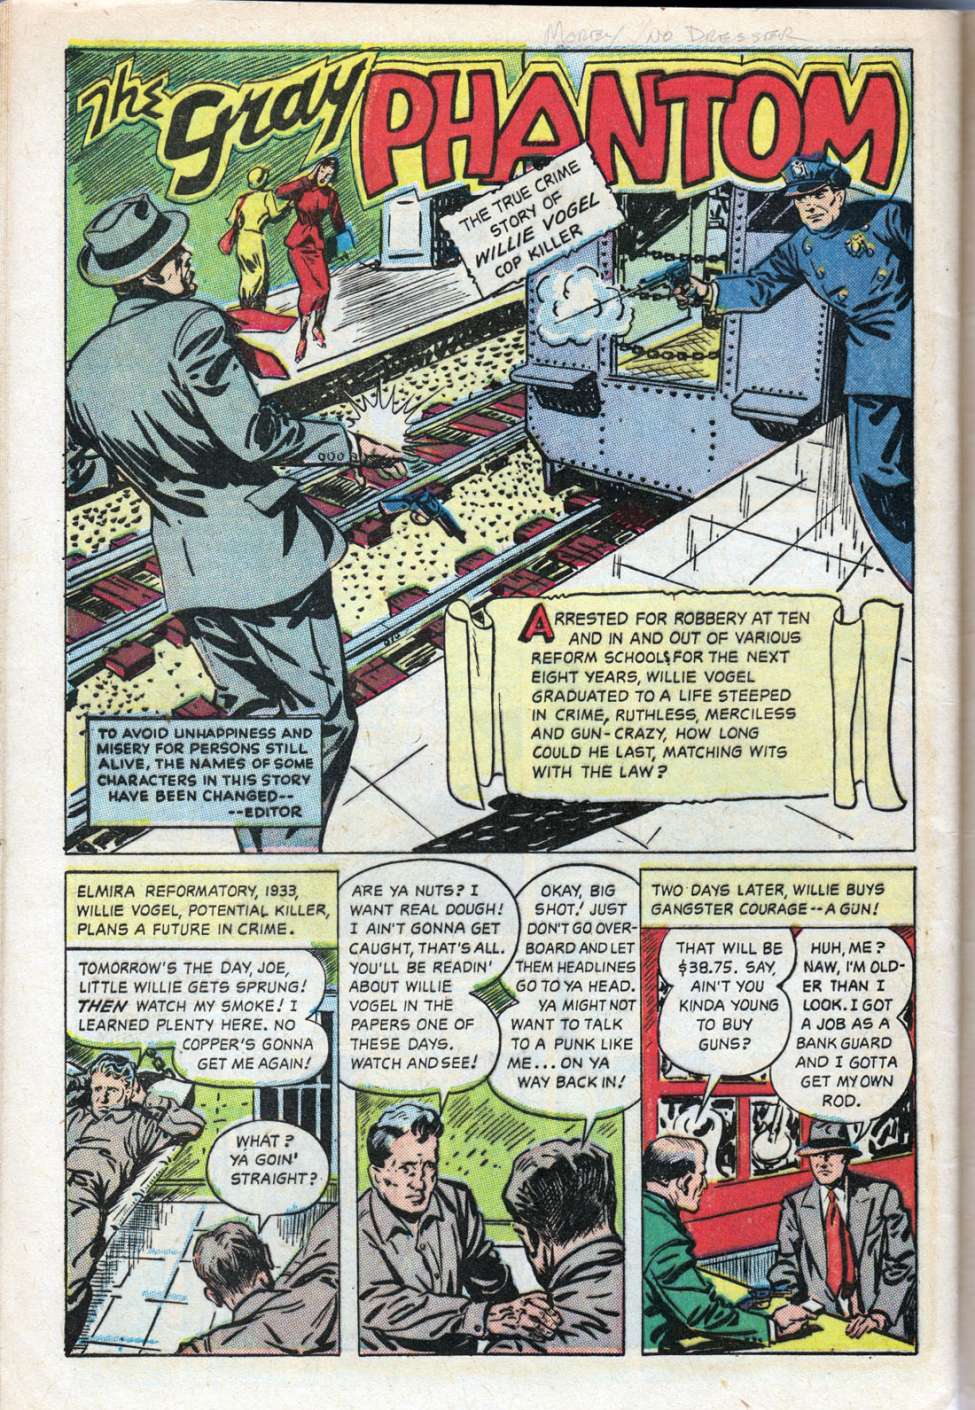 MOREY / NO DRESSER
The Gray PHANTOM
THE TRUE CRIME
STORY OF
WILLIE VOGEL
COP KILLER
ARRESTED FOR ROBBERY AT TEN
AND IN AND OUT OF VARIOUS
REFORM SCHOOLS FOR THE NEXT
EIGHT YEARS, WILLIE VOGEL
GRADUATED TO A LIFE STEEPED
IN CRIME, RUTHLESS, MERCILESS
AND GUN-CRAZY, HOW LONG
COULD HE LAST, MATCHING WITS
WITH THE LAW?
TO AVOID UNHAPPINESS AND
MISERY FOR PERSONS STILL
ALIVE, THE NAMES OF SOME
CHARACTERS IN THIS STORY
HAVE BEEN CHANGED--
--EDITOR
ELMIRA REFORMATORY, 1933,
WILLIE VOGEL, POTENTIAL KILLER,
PLANS A FUTURE IN CRIME.
TOMORROW'S THE DAY, JOE,
LITTLE WILLIE GETS SPRUNG!
THEN WATCH MY SMOKE! I
LEARNED PLENTY HERE. NO
COPPER'S GONNA
GET ME AGAIN!
WHAT?
YA GOIN'
STRAIGHT?
ARE YA NUTS? I
WANT REAL DOUGH!
I AIN'T GONNA GET
CAUGHT, THAT'S ALL.
YOU'LL BE READIN'
ABOUT WILLIE
VOGEL IN THE
PAPERS ONE OF
THESE DAYS.
WATCH AND SEE!
OKAY, BIG
SHOT! JUST
DON'T GO OVER-
BOARD AND LET
THEM HEADLINES
GO TO YA HEAD.
YA MIGHT NOT
WANT TO TALK
TO A PUNK LIKE
ME... ON YA
WAY BACK IN!
TWO DAYS LATER, WILLIE BUYS
GANGSTER COURAGE--A GUN!
THAT WILL BE
$38.75. SAY,
AIN'T YOU
KINDA YOUNG
TO BUY
GUNS?
HUH, ME?
NAW, I'M OLD-
ER THAN I
LOOK. I GOT
A JOB AS A
BANK GUARD
AND I GOTTA
GET MY OWN
ROD.